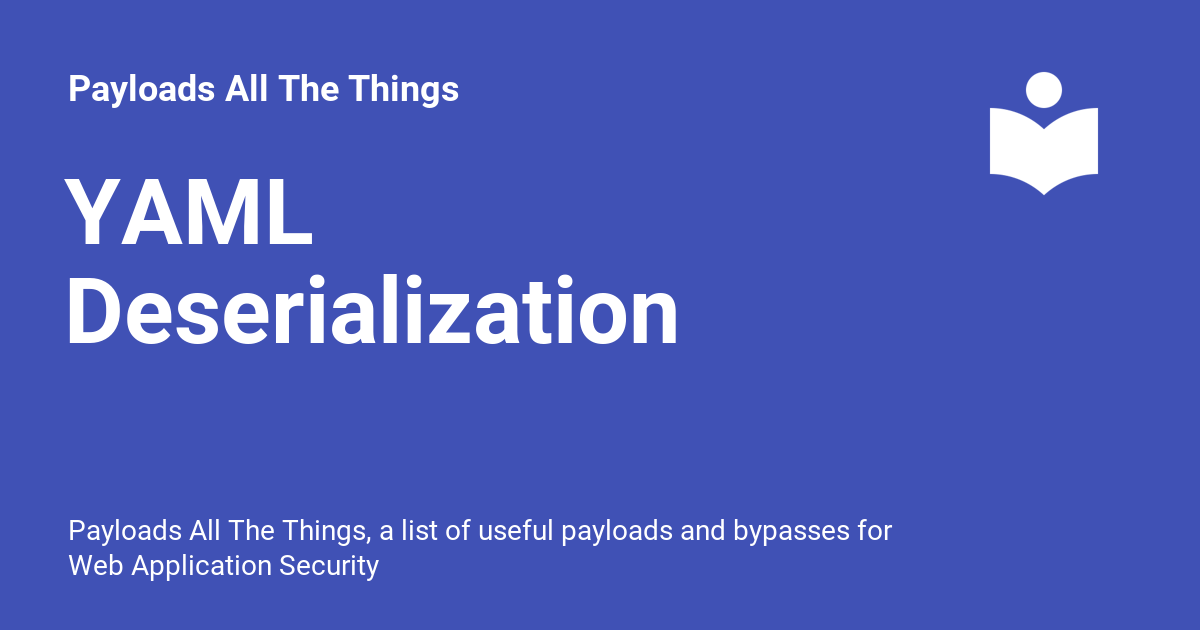 Payloads All The Things
YAML
Deserialization
Payloads All The Things, a list of useful payloads and bypasses for
Web Application Security